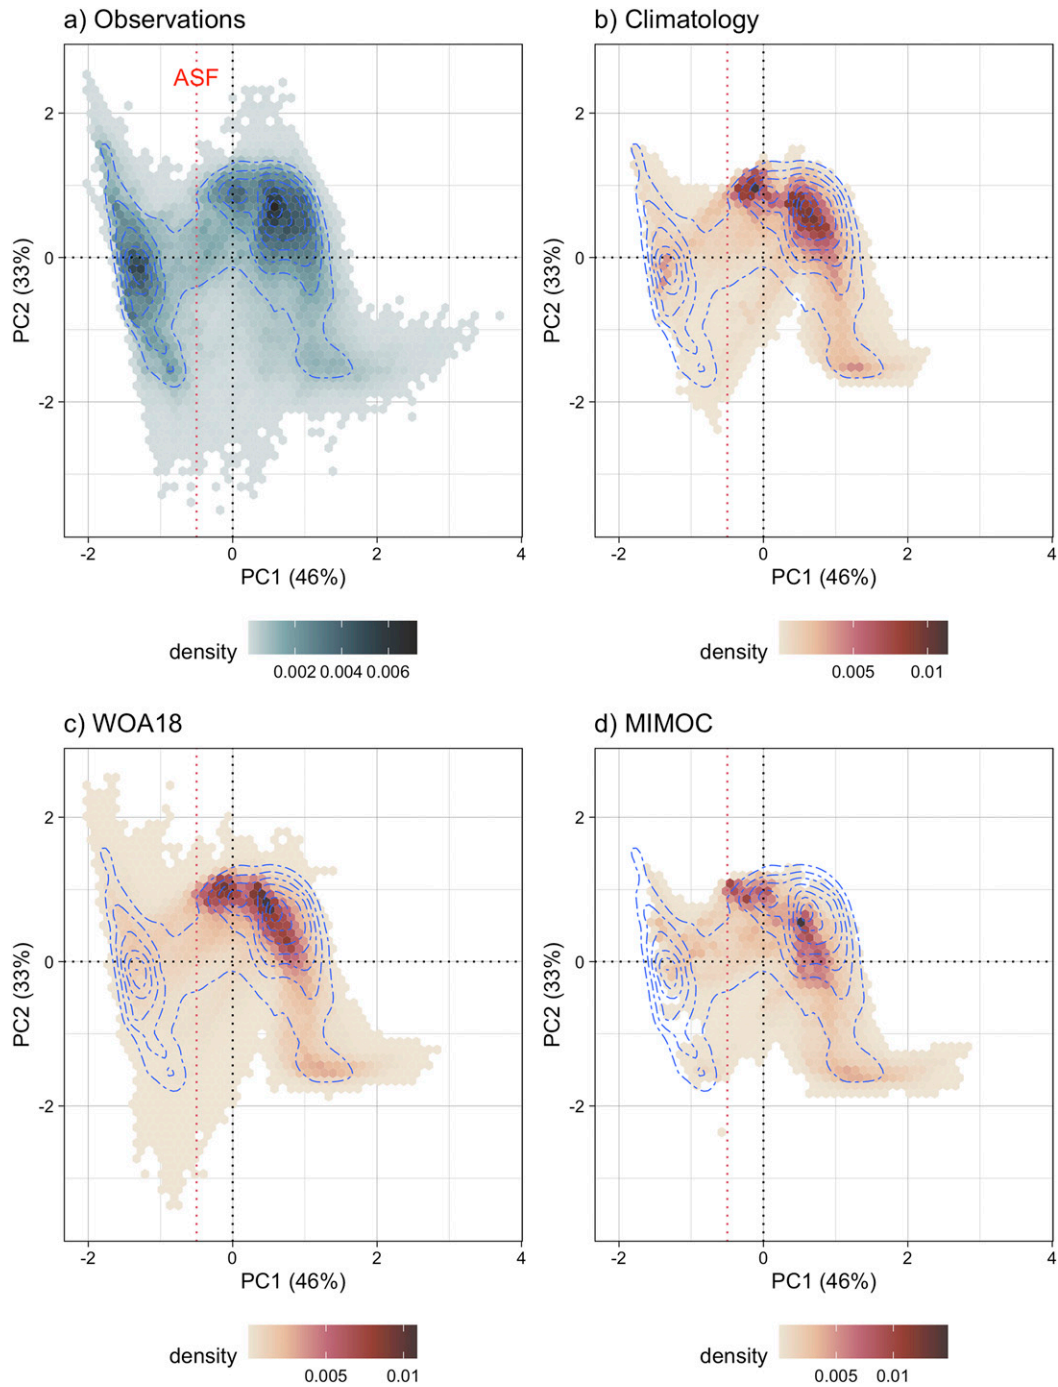 a) Observations
b) Climatology
ASF
2
0
-2
PC2 (33%)
-2 0 2 4
PC1 (46%)
density
0.002 0.004 0.006
2
0
-2
PC2 (33%)
-2 0 2 4
PC1 (46%)
density
0.005 0.01
c) WOA18
d) MIMOC
2
0
-2
PC2 (33%)
-2 0 2 4
PC1 (46%)
density
0.005 0.01
2
0
-2
PC2 (33%)
-2 0 2 4
PC1 (46%)
density
0.005 0.01